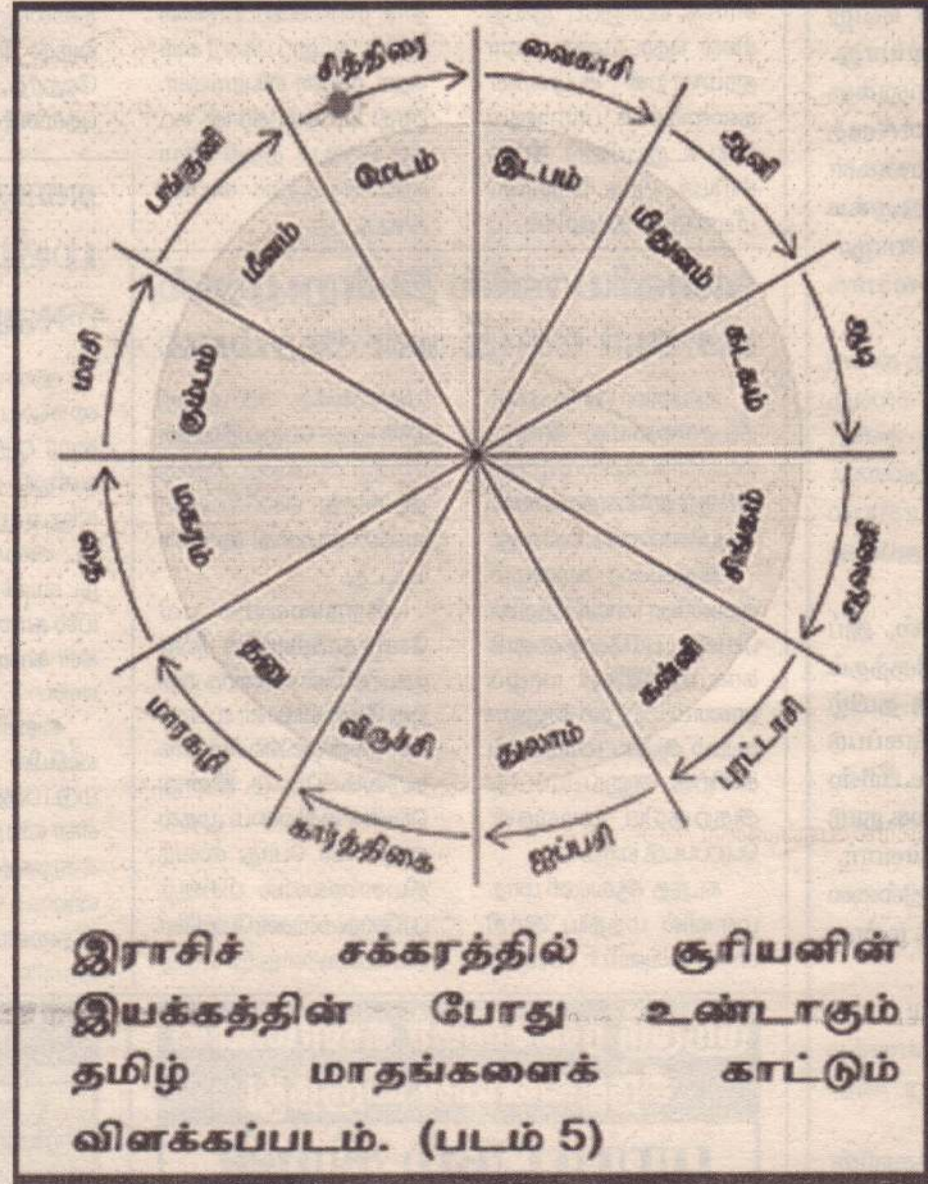 சித்திரை
வைகாசி
ஆனி
ஆடி
ஆவணி
புரட்டாசி
ஐப்பசி
கார்த்திகை
மார்கழி
தை
மாசி
பங்குனி
மேடம்
இடபம்
மிதுனம்
கடகம்
சிங்கம்
கன்னி
துலாம்
விருச்சி
தனு
மகரம்
கும்பம்
மீனம்
இராசிச் சக்கரத்தில் சூரியனின்
இயக்கத்தின் போது உண்டாகும்
தமிழ் மாதங்களைக் காட்டும்
விளக்கப்படம். (படம் 5)